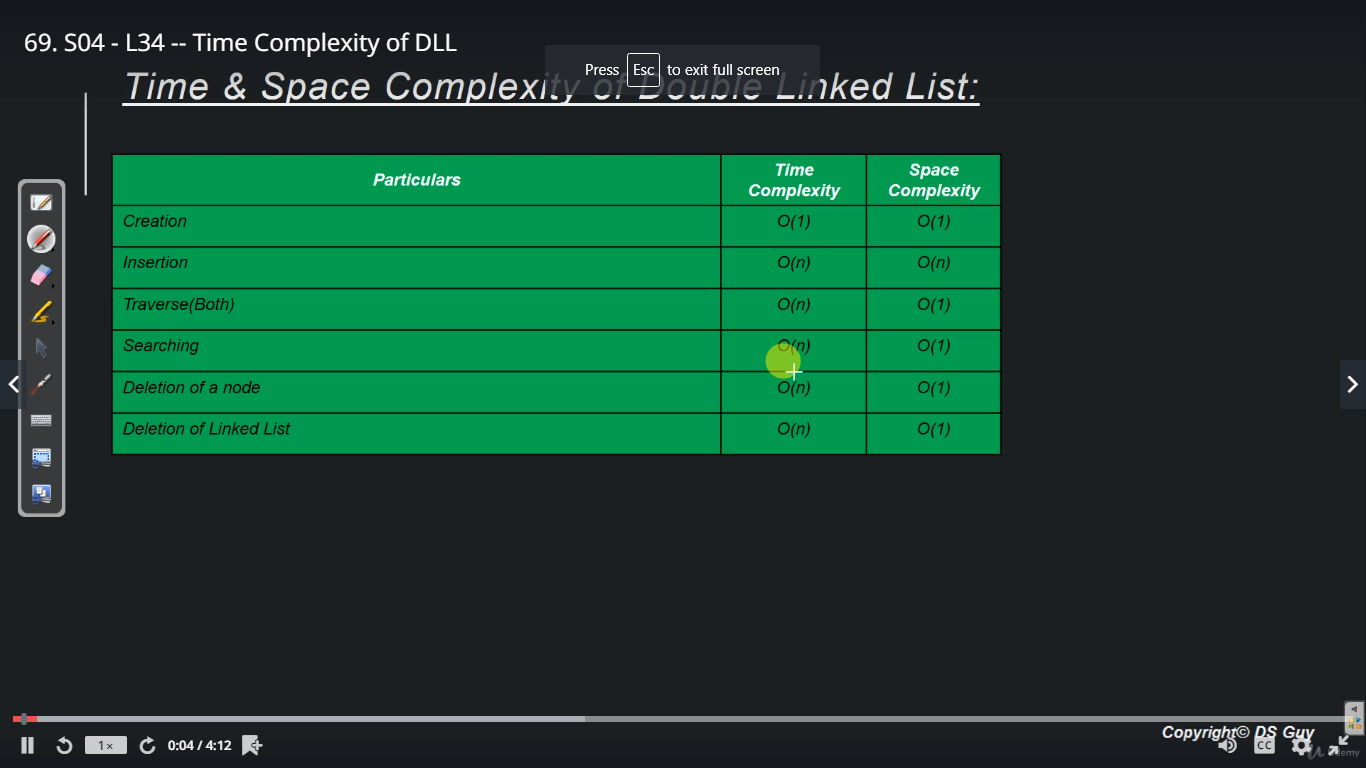 69. S04 - L34 -- Time Complexity of DLL
Press Esc to exit full screen
Time & Space Complexity of Double Linked List:
Particulars Time Complexity Space Complexity
Creation O(1) O(1)
Insertion O(n) O(n)
Traverse(Both) O(n) O(1)
Searching O(n) O(1)
Deletion of a node O(n) O(1)
Deletion of Linked List O(n) O(1)
Copyright© DS Guy
1× 0:04 / 4:12 CC